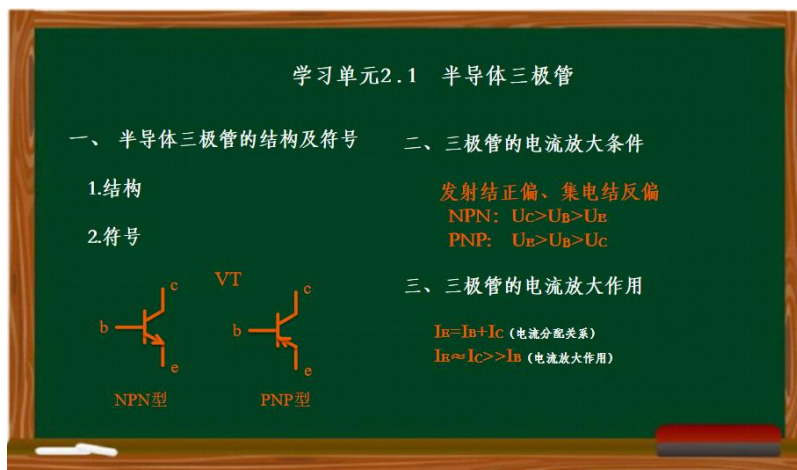 学习单元2.1 半导体三极管
一、 半导体三极管的结构及符号
1.结构
2.符号
VT
c
b
e
NPN型
c
b
e
PNP型
二、三极管的电流放大条件
发射结正偏、集电结反偏
NPN: UC>UB>UE
PNP: UE>UB>UC
三、三极管的电流放大作用
IE=IB+IC (电流分配关系)
IE≈IC>>IB (电流放大作用)